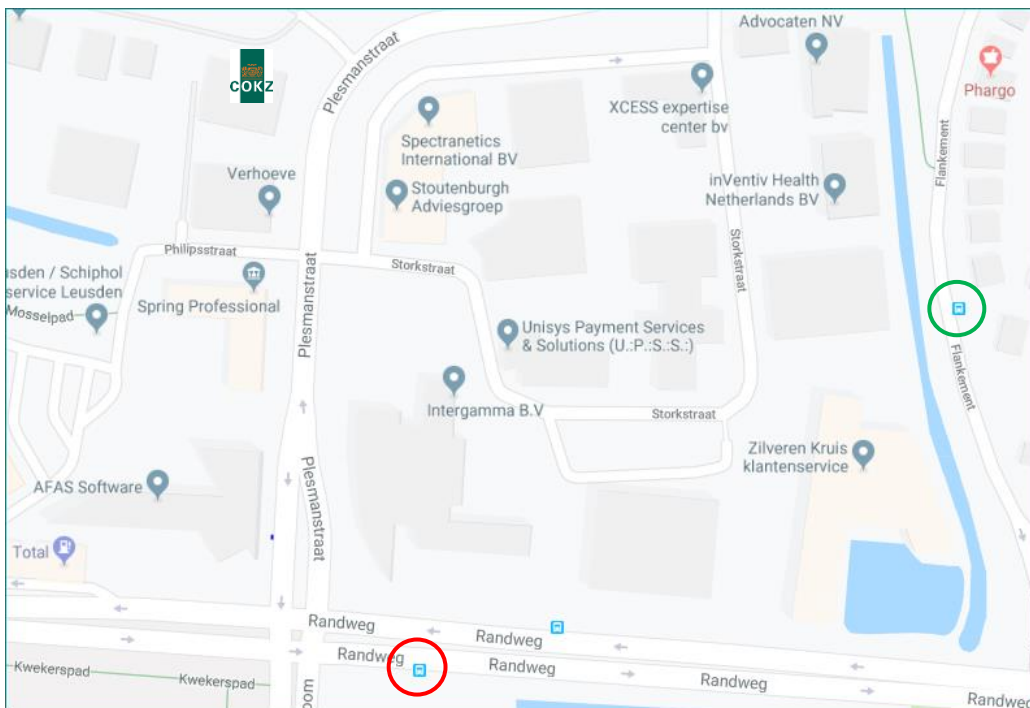 Advocaten NV
COKZ
Plesmanstraat
Phargo
XCESS expertise
center bv
Spectranetics
International BV
Flankement
Verhoeve
Stoutenburgh
Adviesgroep
inVentiv Health
Netherlands BV
Philipsstraat
Storkstraat
Storkstraat
usden / Schiphol
service Leusden
Mosselpad
Spring Professional
Plesmanstraat
Unisys Payment Services
& Solutions (U.:P.:S.:S.:)
Flankement
Intergamma B.V
Storkstraat
Zilveren Kruis
klantenservice
Plesmanstraat
AFAS Software
Total
Randweg
Randweg
Randweg
Randweg
Randweg
Randweg
Kwekerspad
Kwekerspad
oom